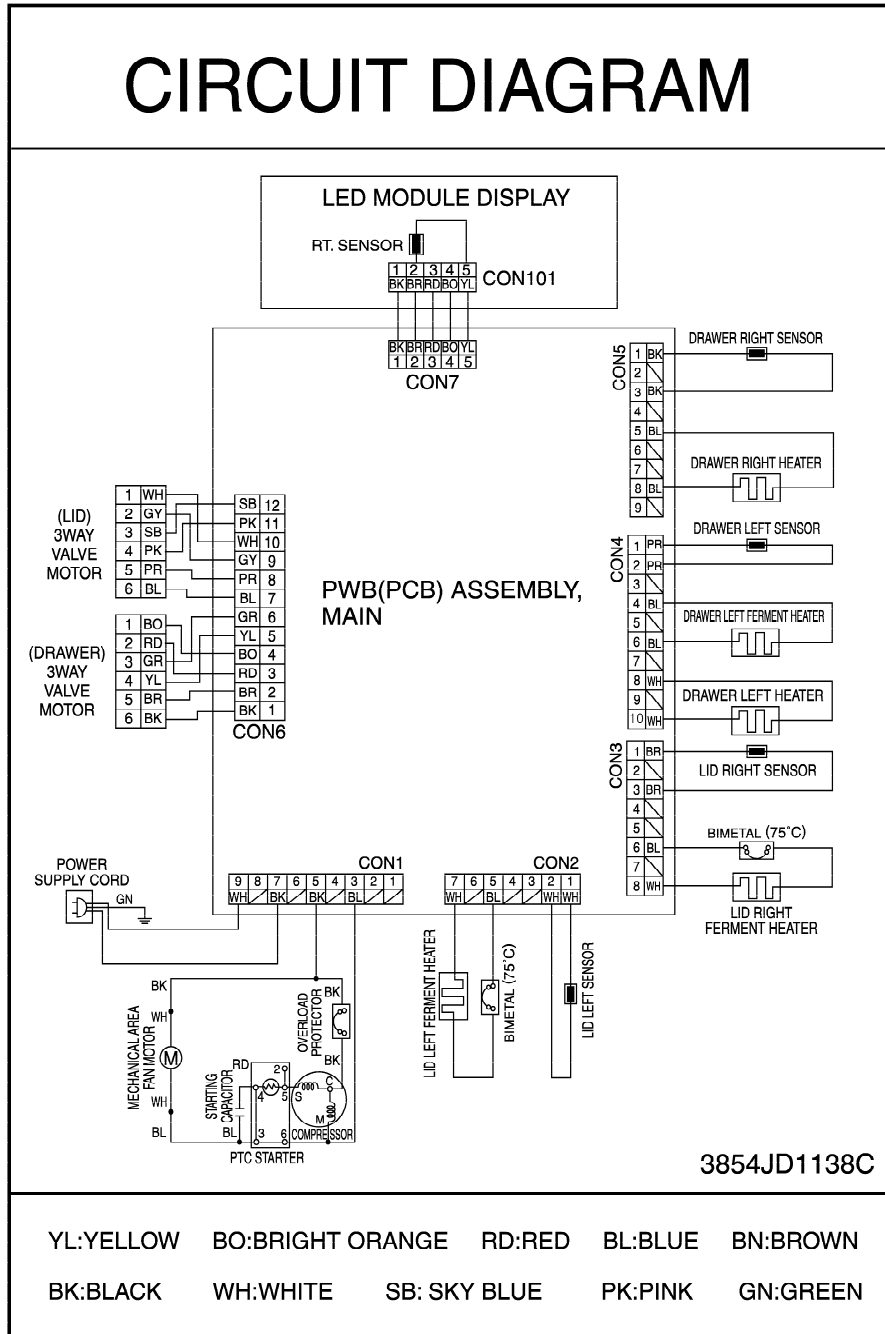 CIRCUIT DIAGRAM
LED MODULE DISPLAY
RT. SENSOR
1 2 3 4 5
BK BR RD BO YL
CON101
BK BR RD BO YL
1 2 3 4 5
CON7
CON5
1 BK
2
3 BK
4
5 BL
6
7
8 BL
9
DRAWER RIGHT SENSOR
DRAWER RIGHT HEATER
(LID)
3WAY
VALVE
MOTOR
1 WH
2 GY
3 SB
4 PK
5 PR
6 BL
(DRAWER)
3WAY
VALVE
MOTOR
1 BO
2 RD
3 GR
4 YL
5 BR
6 BK
SB 12
PK 11
WH 10
GY 9
PR 8
BL 7
GR 6
YL 5
BO 4
RD 3
BR 2
BK 1
CON6
PWB(PCB) ASSEMBLY,
MAIN
CON4
1 PR
2 PR
3
4 BL
5
6 BL
7
8 WH
9
10 WH
DRAWER LEFT SENSOR
DRAWER LEFT FERMENT HEATER
DRAWER LEFT HEATER
CON3
1 BR
2
3 BR
4
5
6 BL
7
8 WH
LID RIGHT SENSOR
BIMETAL (75°C)
LID RIGHT
FERMENT HEATER
CON1
9 8 7 6 5 4 3 2 1
WH BK BK BL
CON2
7 6 5 4 3 2 1
WH BL WH WH
POWER
SUPPLY CORD
GN
BK
WH
MECHANICAL AREA
FAN MOTOR
M
WH
BL
STARTING
CAPACITOR
BL
RD
2
4
5
3
6
PTC STARTER
OVERLOAD
PROTECTOR
BK
BK
S
C
M
COMPRESSOR
LID LEFT FERMENT HEATER
BIMETAL (75°C)
LID LEFT SENSOR
3854JD1138C
YL:YELLOW BO:BRIGHT ORANGE RD:RED BL:BLUE BN:BROWN
BK:BLACK WH:WHITE SB: SKY BLUE PK:PINK GN:GREEN